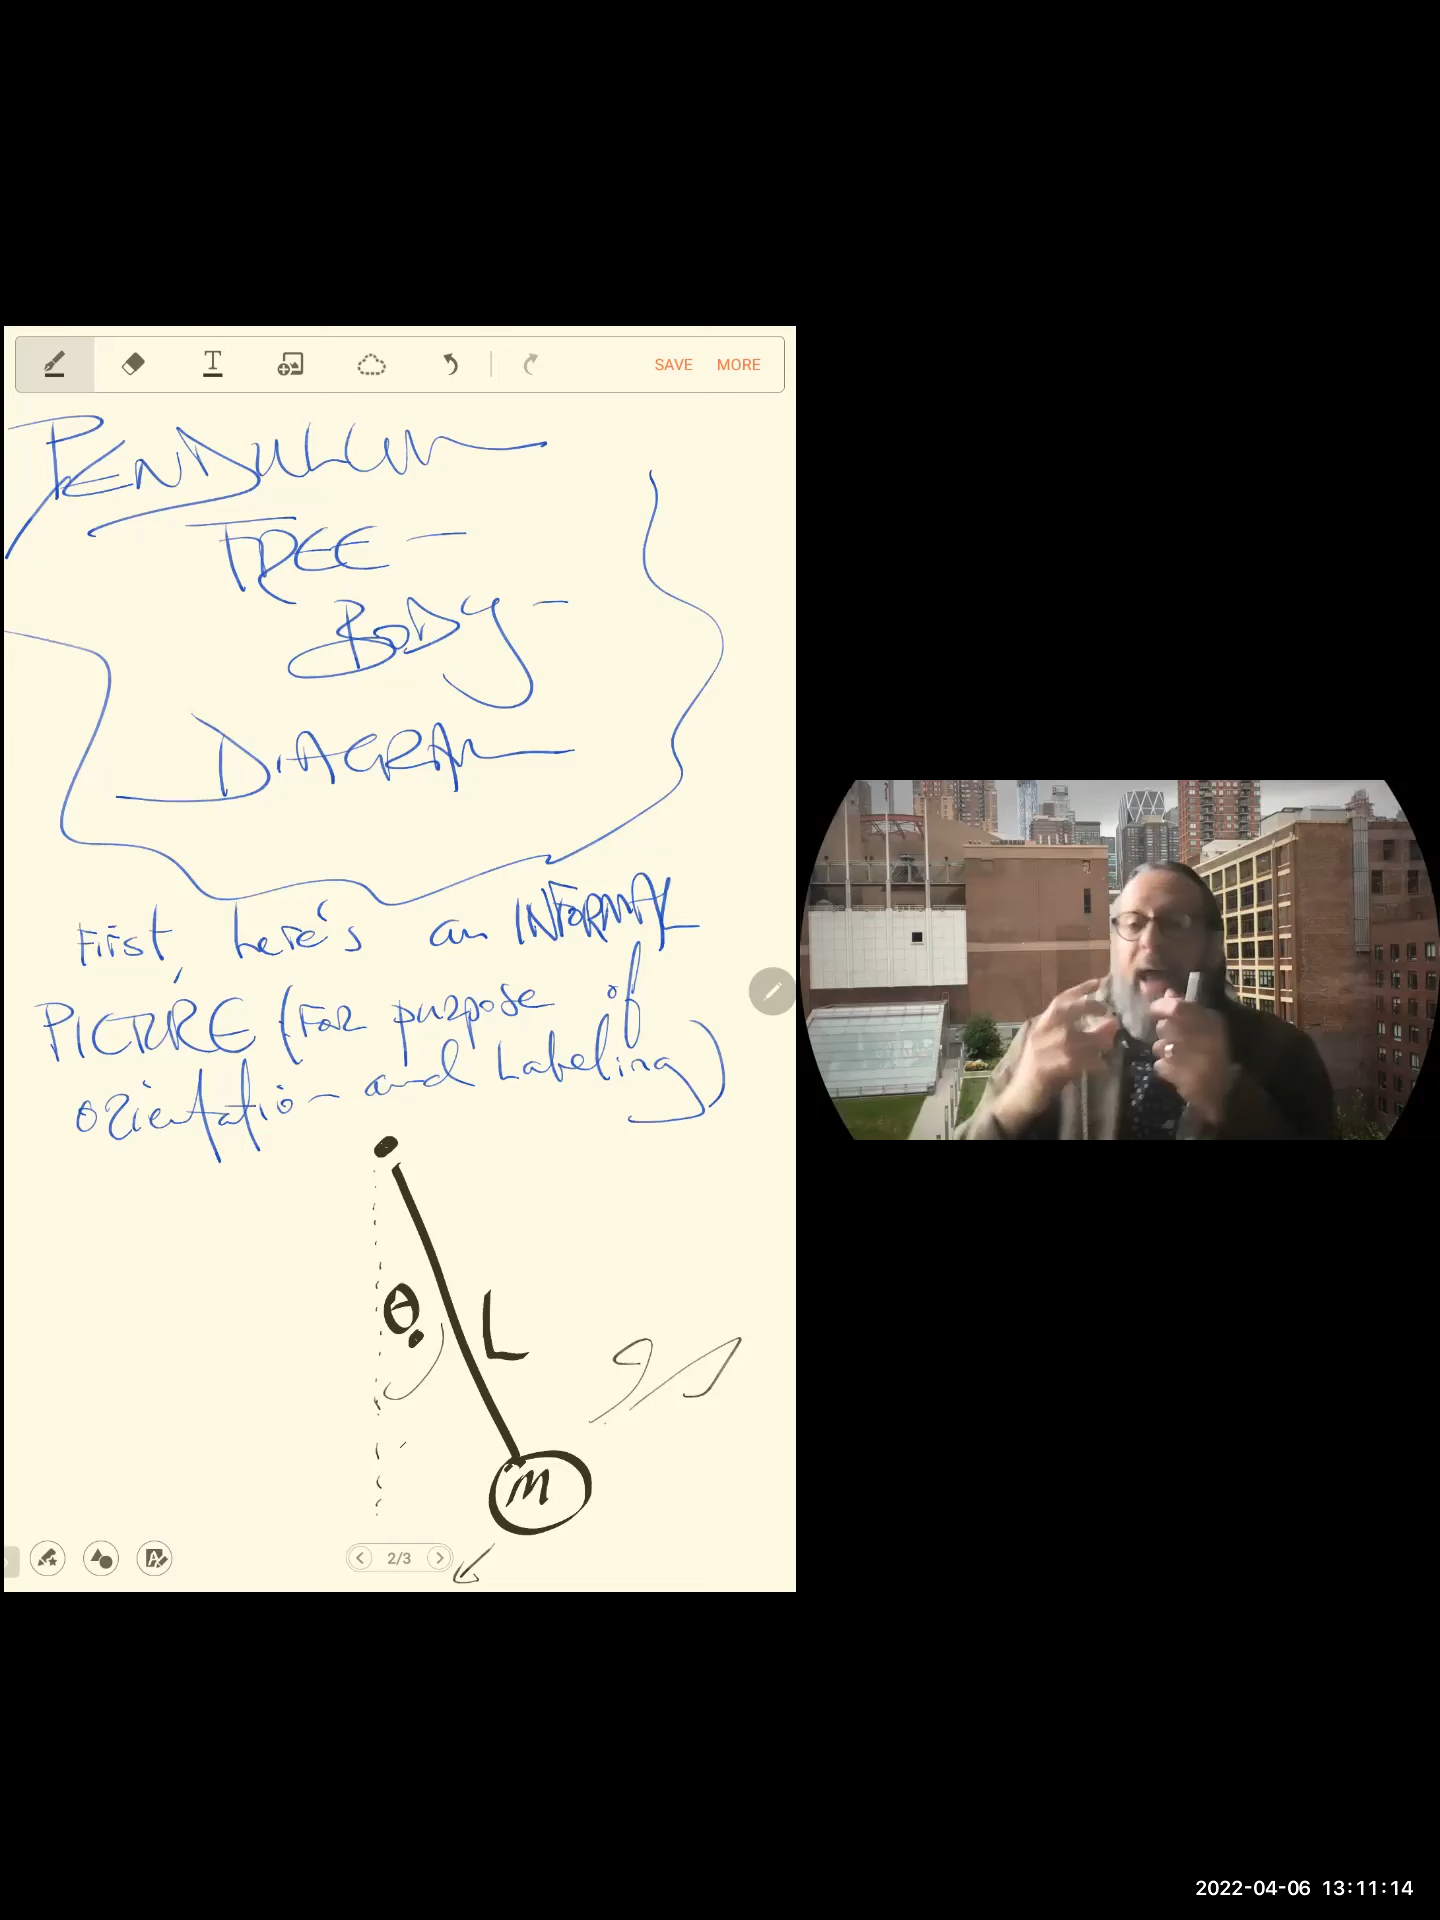 T
SAVE MORE
PENDULUM
FREE-
BODY-
DIAGRAM
First, here's an INFORMAL
PICTURE (FOR purpose of
orientation and Labeling)
θ
L
m
2/3
A
2022-04-06 13:11:14